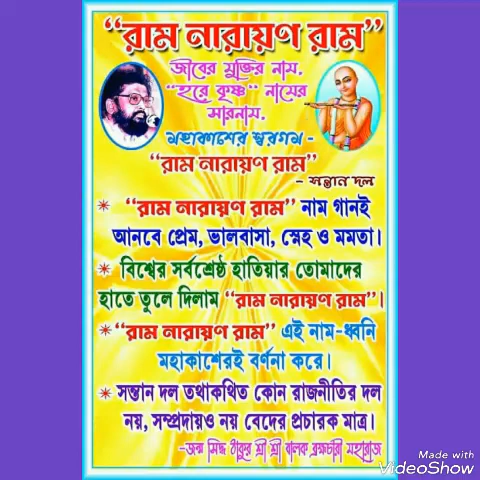 “রাম নারায়ণ রাম”
জীবের মুক্তির নাম.
“হরে কৃষ্ণ“ নামের
সারনাম.
মহাকাশের স্বরগম -
“রাম নারায়ণ রাম”
- সন্তান দল
* “রাম নারায়ণ রাম” নাম গানই
আনবে প্রেম, ভালবাসা, স্নেহ ও মমতা।
* বিশ্বের সর্বশ্রেষ্ঠ হাতিয়ার তোমাদের
হাতে তুলে দিলাম “রাম নারায়ণ রাম”।
* “রাম নারায়ণ রাম” এই নাম-ধ্বনি
মহাকাশেরই বর্ণনা করে।
* সন্তান দল তথাকথিত কোন রাজনীতির দল
নয়, সম্প্রদায়ও নয় বেদের প্রচারক মাত্র।
-জন্ম সিদ্ধ ঠাকুর শ্রী শ্রী বালক ব্রহ্মচারী মহারাজ
Made with
VideoShow